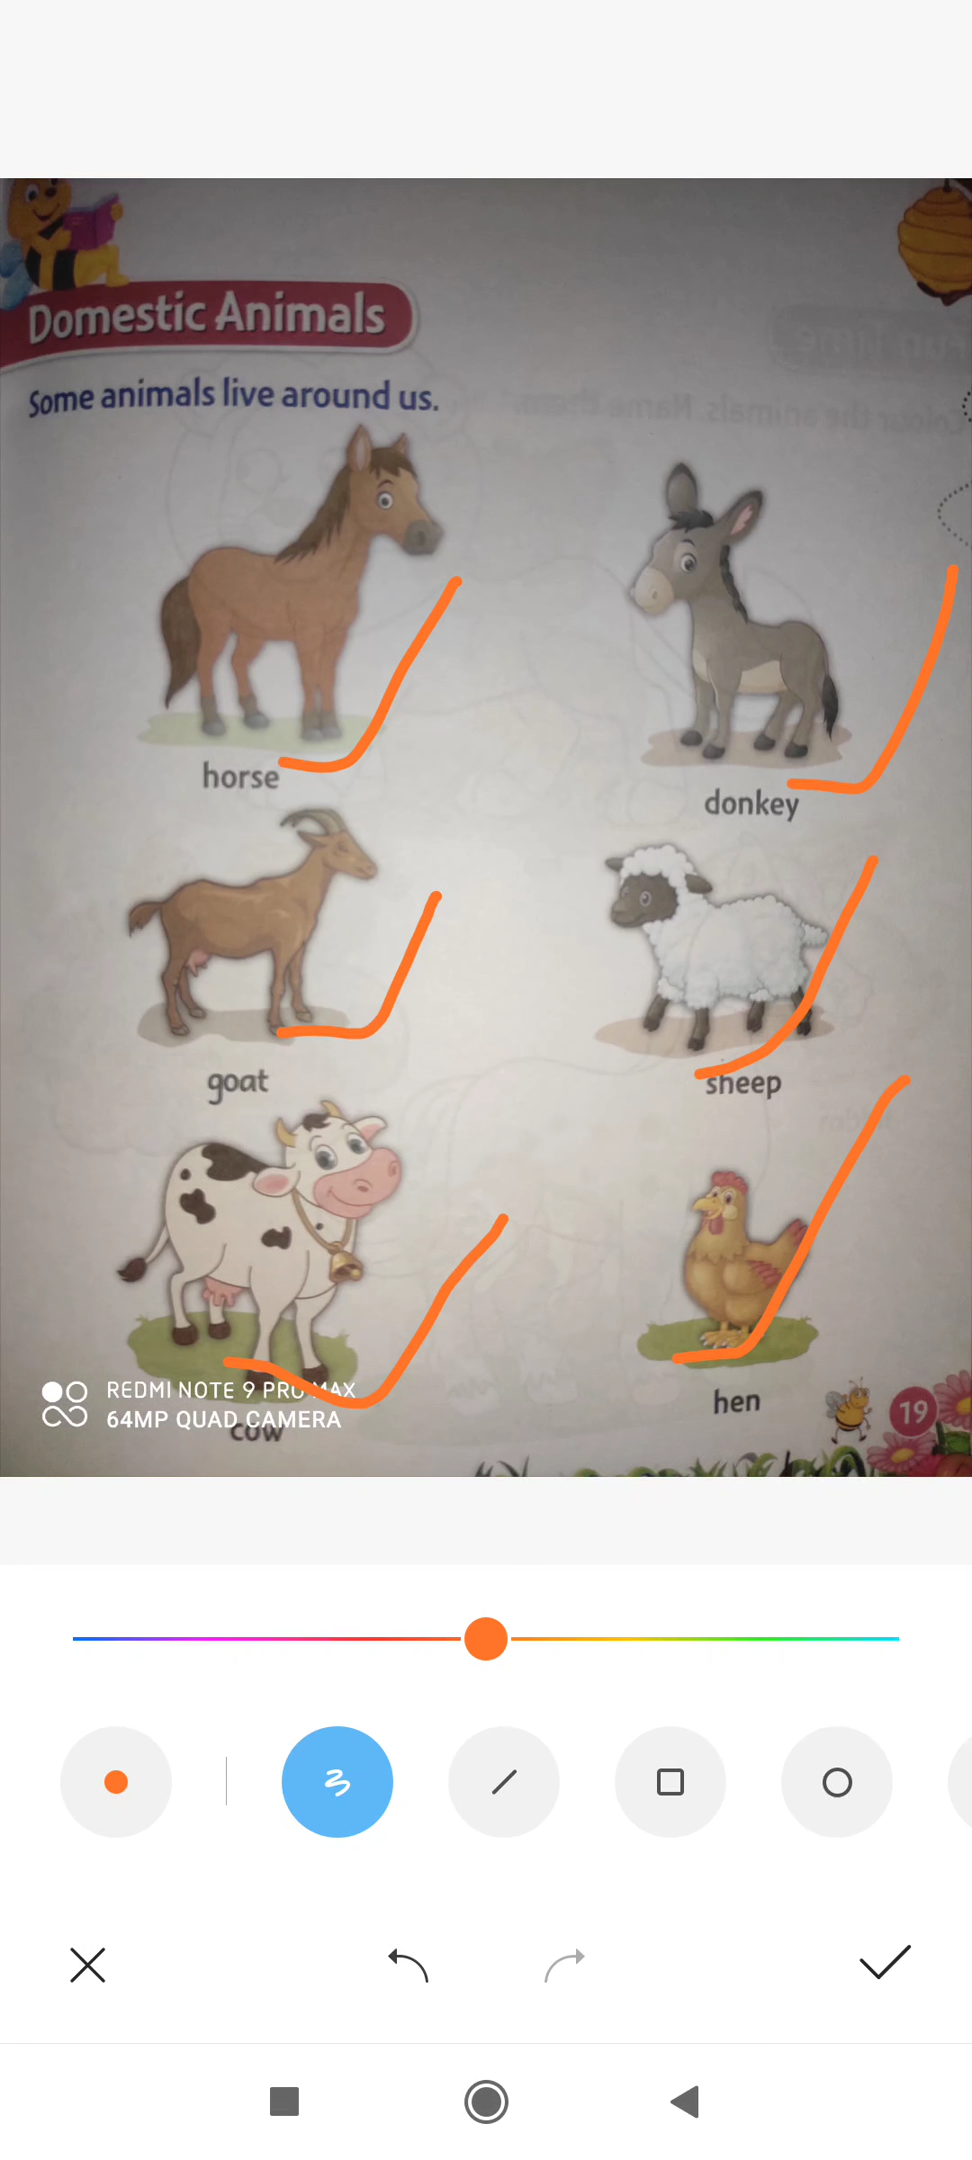 Domestic Animals
Some animals live around us.
horse
donkey
goat
sheep
cow
hen
REDMI NOTE 9 PRO MAX
64MP QUAD CAMERA
19